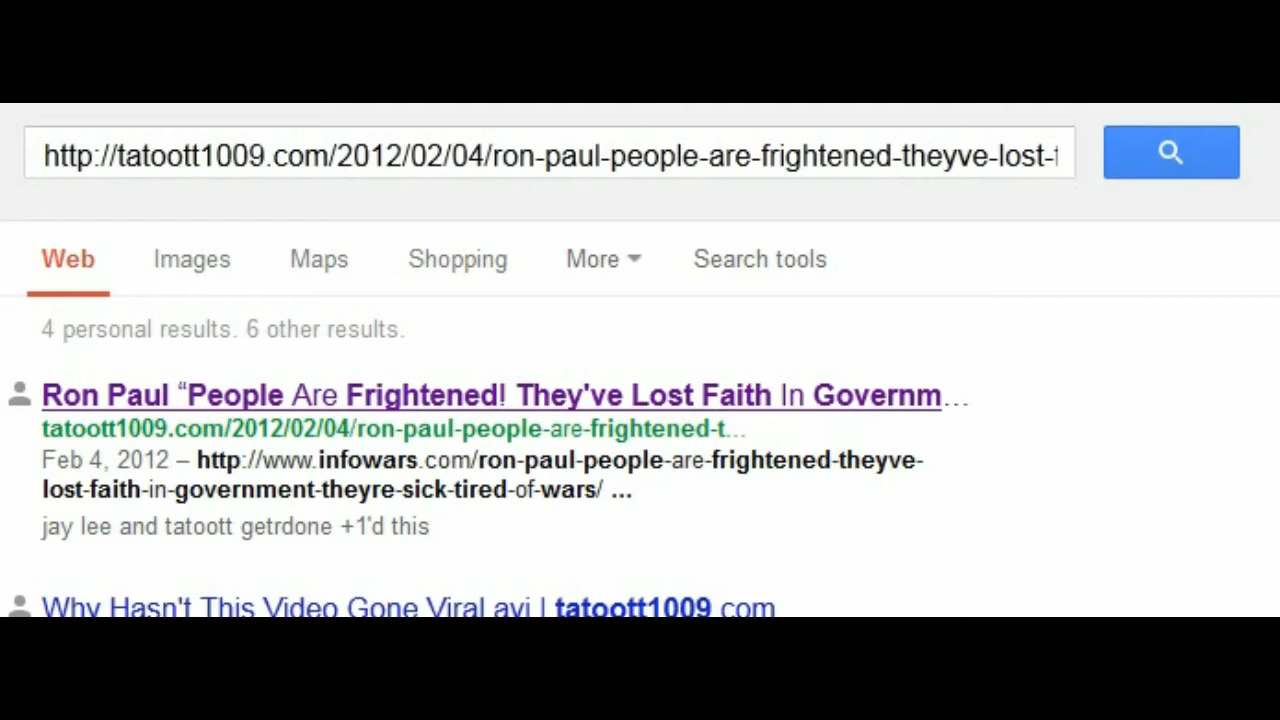 http://tatoott1009.com/2012/02/04/ron-paul-people-are-frightened-theyve-lost-f
Web Images Maps Shopping More Search tools
4 personal results. 6 other results.
Ron Paul “People Are Frightened! They've Lost Faith In Governm...
tatoott1009.com/2012/02/04/ron-paul-people-are-frightened-t...
Feb 4, 2012 – http://www.infowars.com/ron-paul-people-are-frightened-theyve-
lost-faith-in-government-theyre-sick-tired-of-wars/ ...
jay lee and tatoott getrdone +1'd this
Why Hasn't This Video Gone Viral.avi | tatoott1009.com